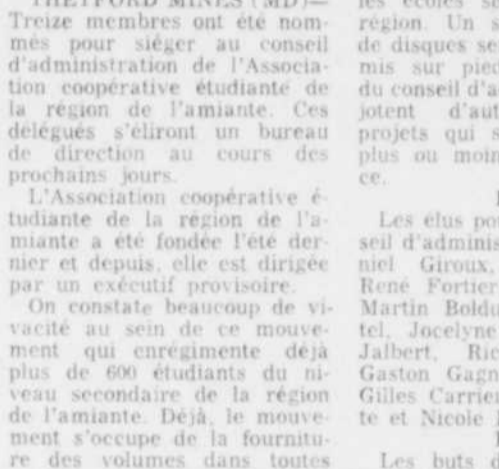 THETFORD MINES (MD)—
Treize membres ont été nom-
més pour siéger au conseil
d'administration de l'Associa-
tion coopérative étudiante de
la région de l'amiante. Ces
délégués s'éliront un bureau
de direction au cours des
prochains jours.
L'Association coopérative é-
tudiante de la région de l'a-
miante a été fondée l'été der-
nier et depuis, elle est dirigée
par un exécutif provisoire.
On constate beaucoup de vi-
vacité au sein de ce mouve-
ment qui enrégimente déjà
plus de 600 étudiants du ni-
veau secondaire de la région
de l'amiante. Déjà, le mouve-
ment s'occupe de la fournitu-
re des volumes dans toutes
les écoles se
région. Un s
de disques se
mis sur pied
du conseil d'a
jotent d'aut
projets qui s
plus ou moin
ce.
Les élus pou
seil d'adminis
niel Giroux,
René Fortier
Martin Boldu
tel, Jocelyne
Jalbert, Ric
Gaston Gagn
Gilles Carrier
te et Nicole
Les buts d